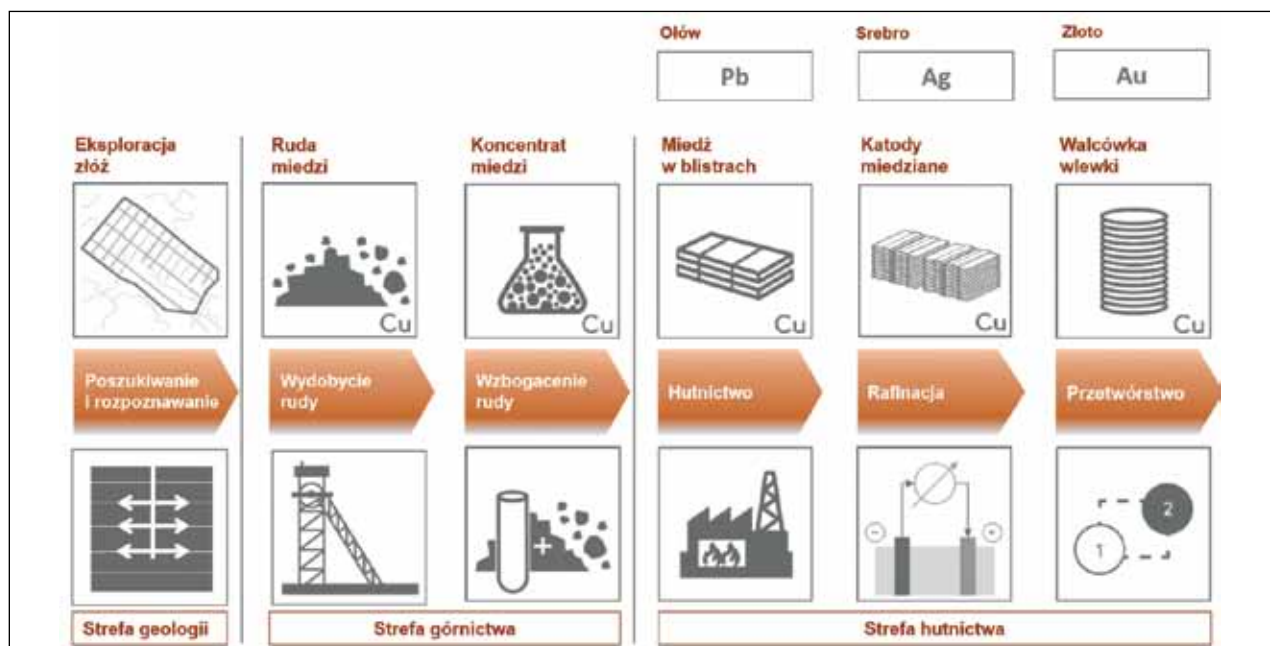 Ołów
Srebro
Złoto
Pb
Ag
Au
Eksploracja
złóż
Ruda
miedzi
Koncentrat
miedzi
Miedź
w blistrach
Katody
miedziane
Walcówka
wlewki
Cu
Cu
Cu
Cu
Cu
Poszukiwanie
i rozpoznawanie
Wydobycie
rudy
Wzbogacenie
rudy
Hutnictwo
Rafinacja
Przetwórstwo
+
−
+
1
2
Strefa geologii
Strefa górnictwa
Strefa hutnictwa